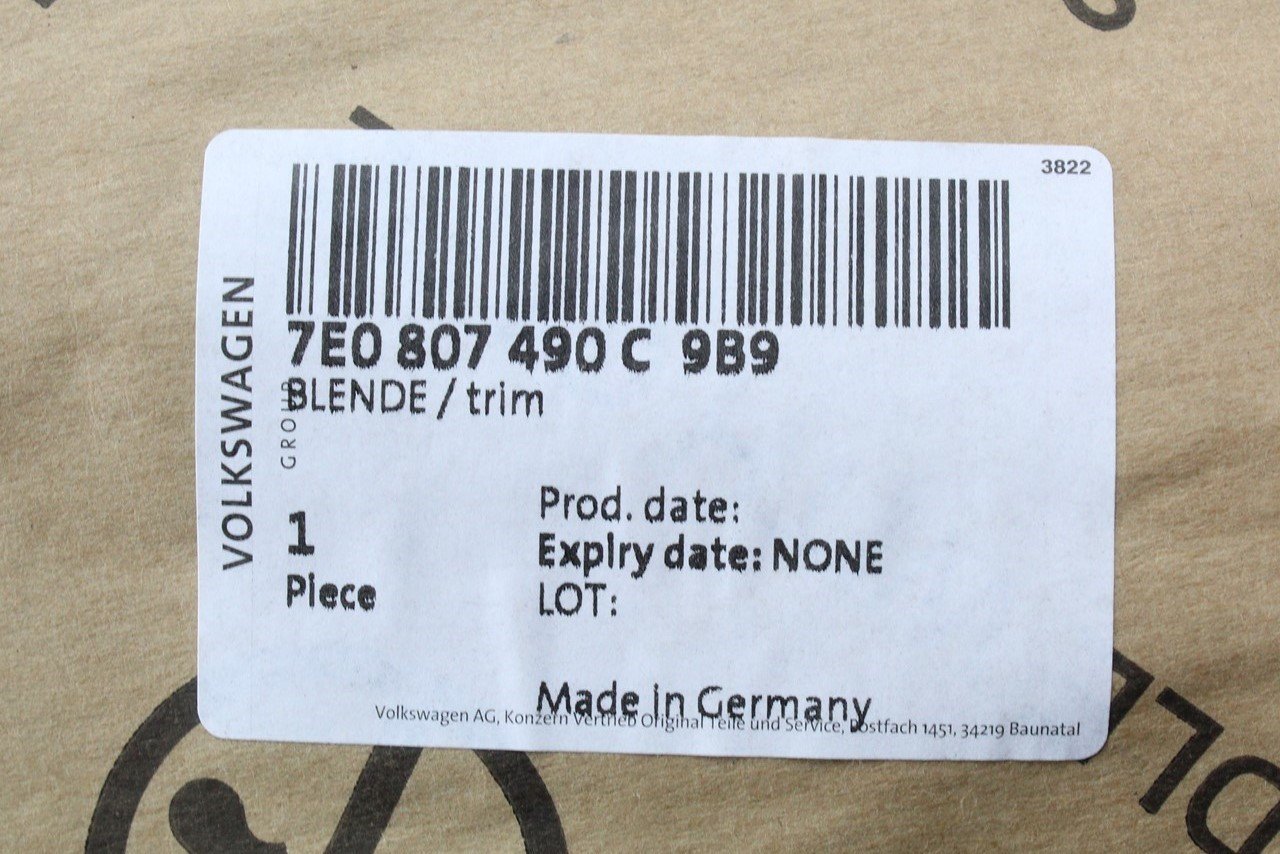 3822
7E0 807 490 C 9B9
BLENDE / trim
VOLKSWAGEN
GROUP
1
Piece
Prod. date:
Expiry date: NONE
LOT:
Made in Germany
Volkswagen AG, Konzern Vertrieb Original Teile und Service, Postfach 1451, 34219 Baunatal